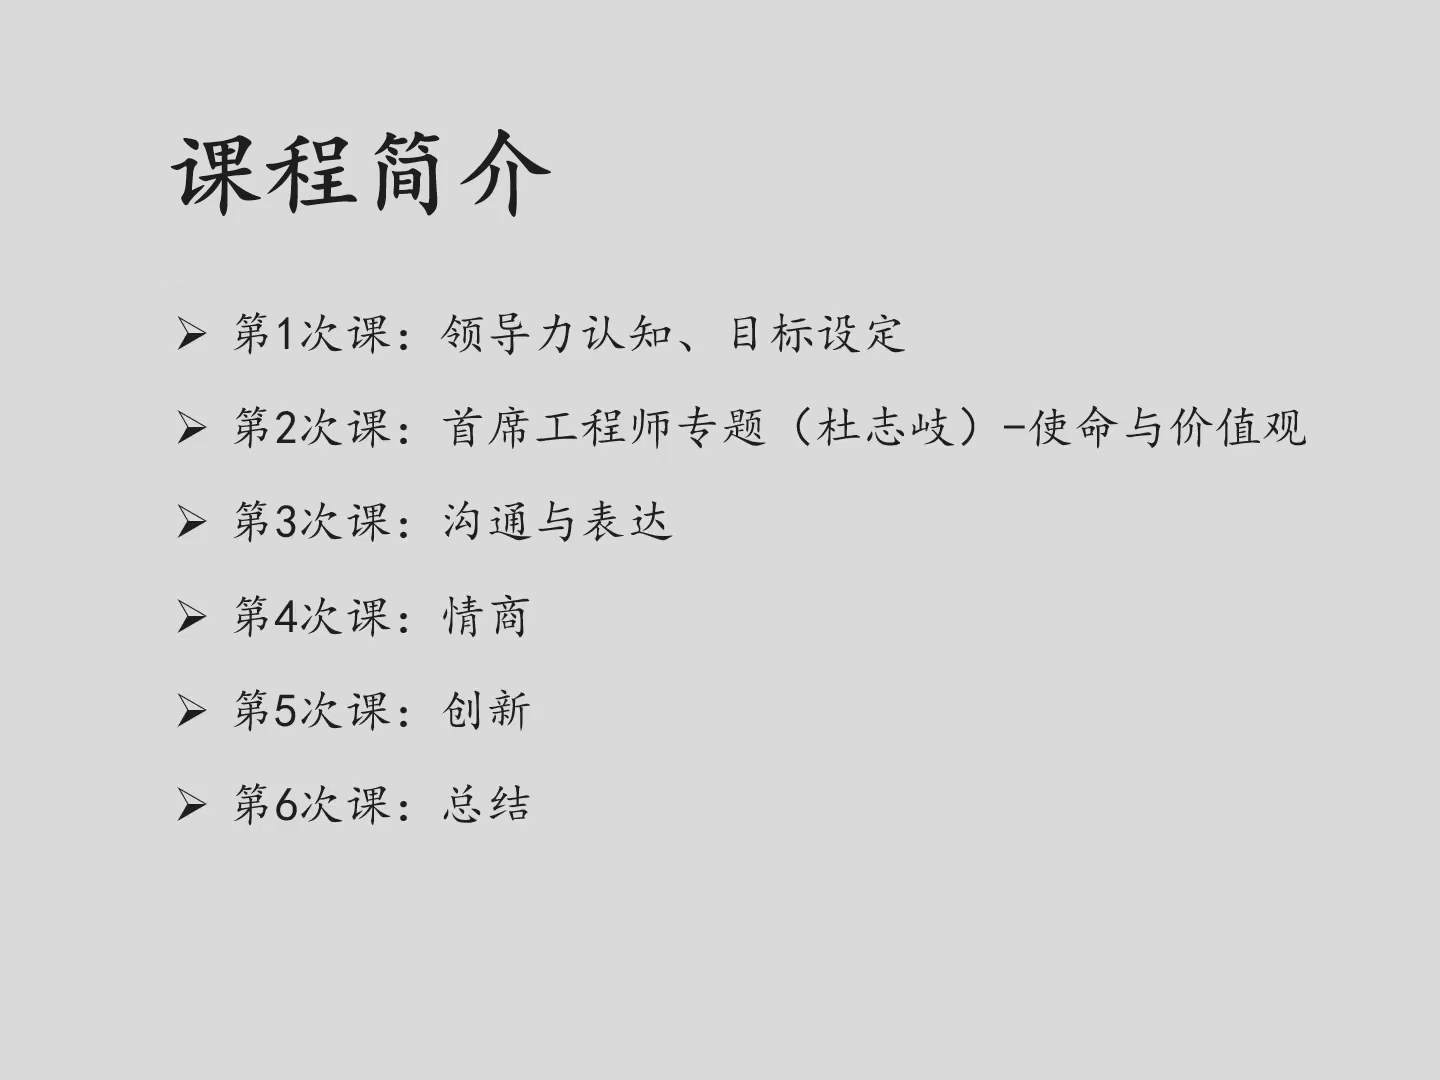 课程简介
第1次课：领导力认知、目标设定
第2次课：首席工程师专题（杜志岐）-使命与价值观
第3次课：沟通与表达
第4次课：情商
第5次课：创新
第6次课：总结